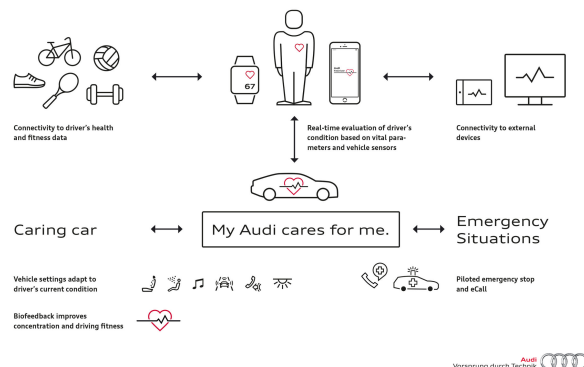 67
Audi
Connectivity to driver's health
and fitness data
Real-time evaluation of driver's
condition based on vital para-
meters and vehicle sensors
Connectivity to external
devices
Caring car
My Audi cares for me.
Emergency
Situations
Vehicle settings adapt to
driver's current condition
Piloted emergency stop
and eCall
Biofeedback improves
concentration and driving fitness
Audi
Vorsprung durch Technik